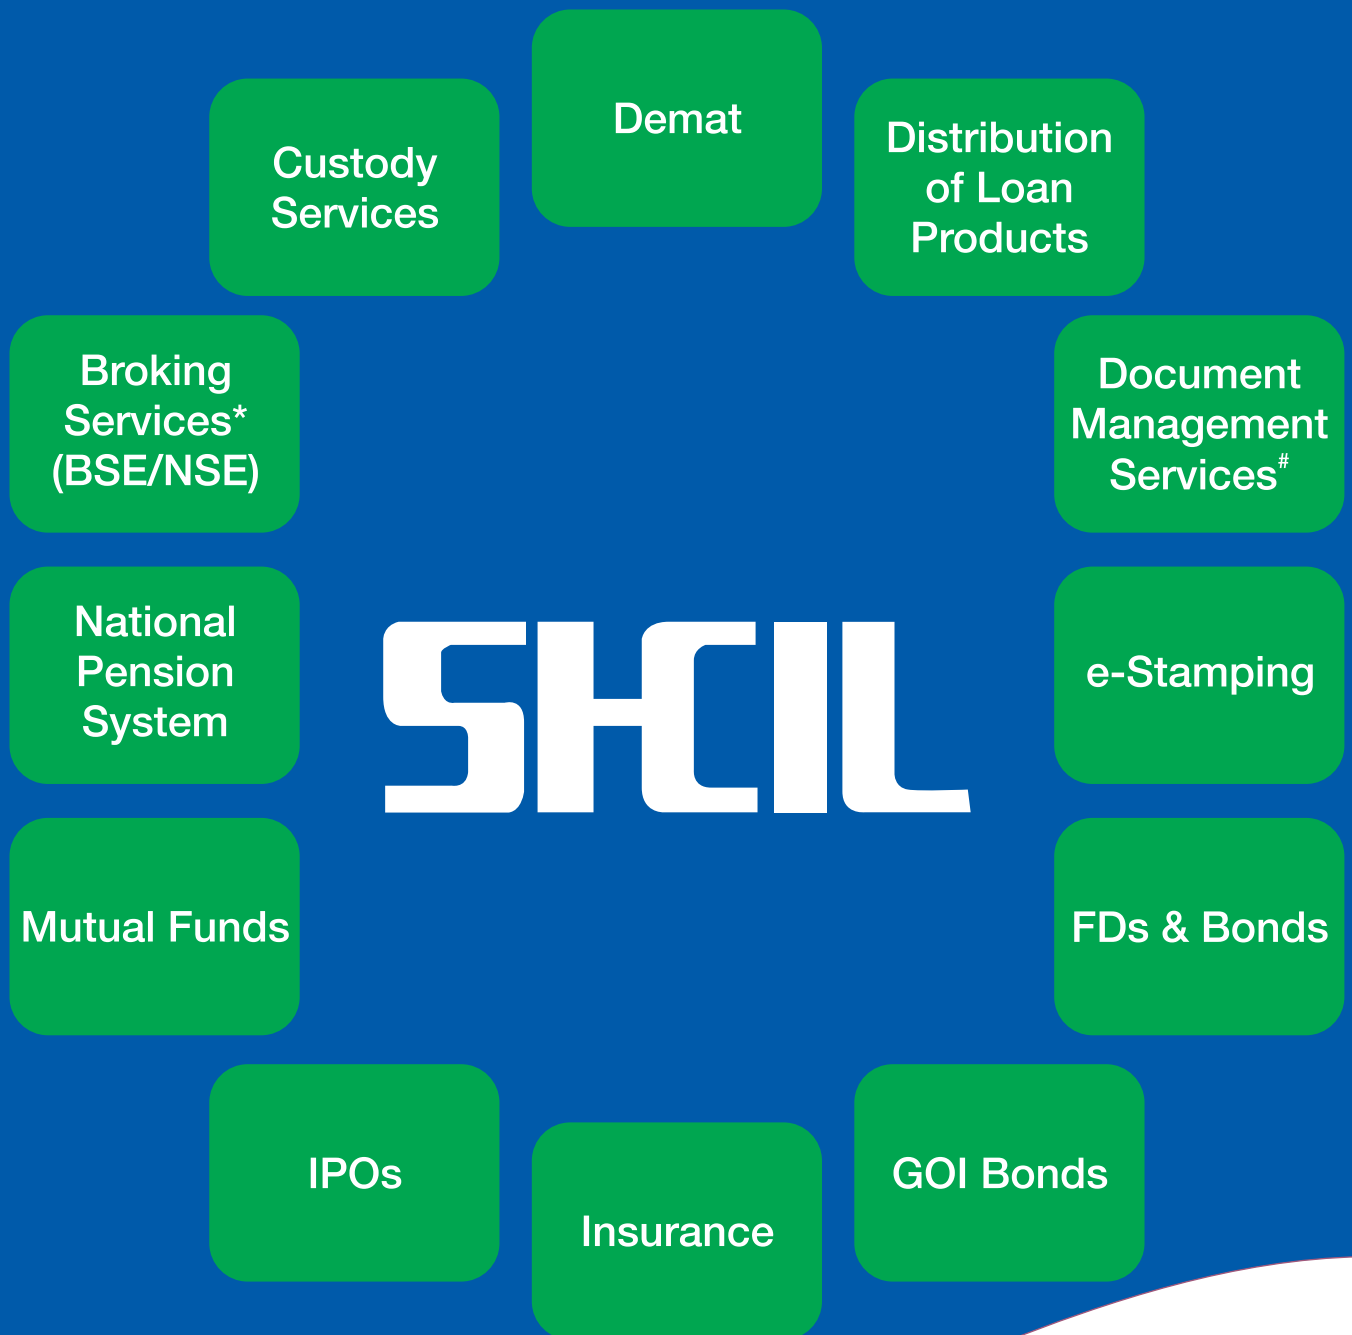 Demat
Custody
Services
Distribution
of Loan
Products
Broking
Services*
(BSE/NSE)
Document
Management
Services#
National
Pension
System
SHCIL
e-Stamping
Mutual Funds
FDs & Bonds
IPOs
GOI Bonds
Insurance